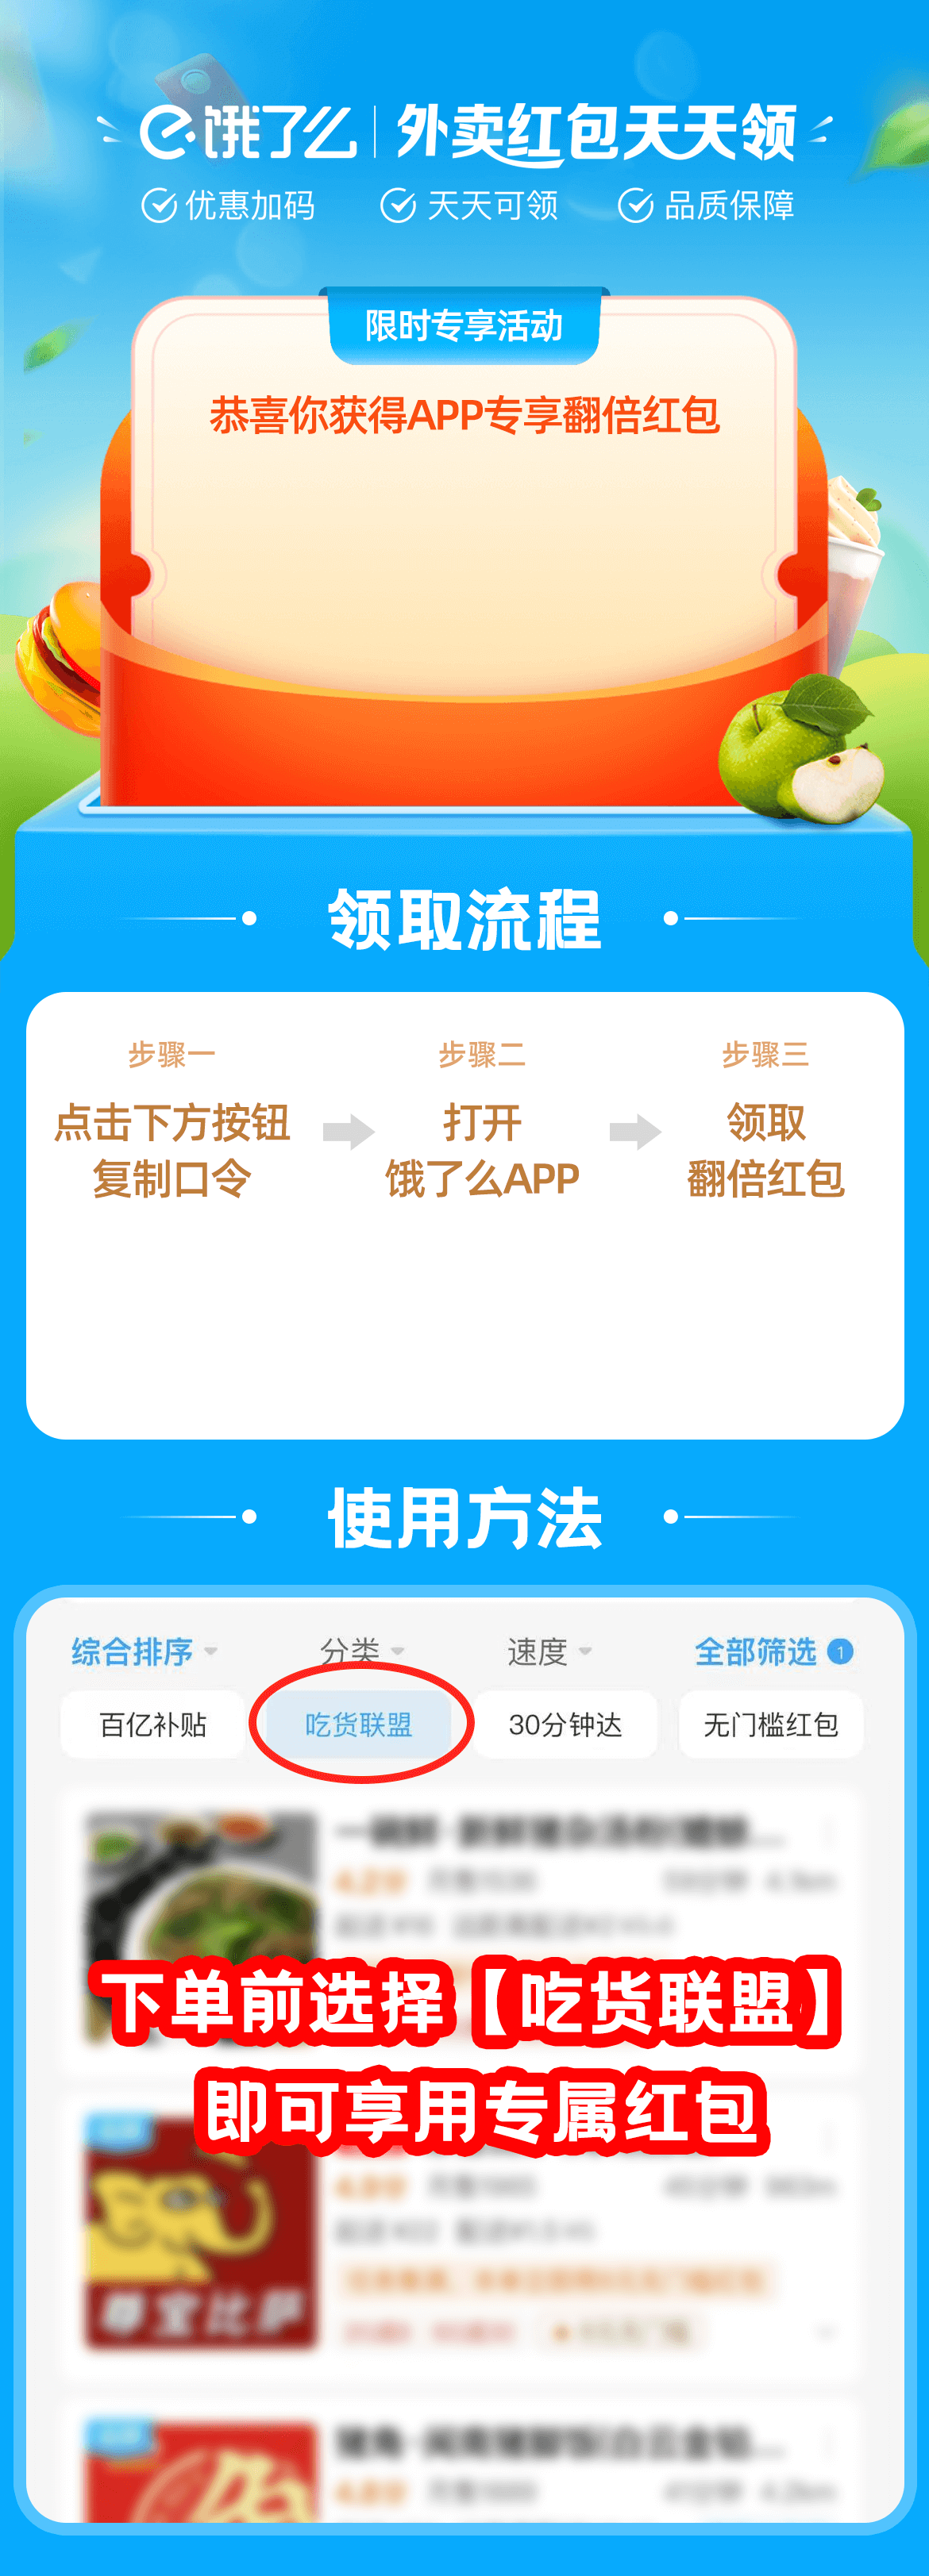 饿了么 外卖红包天天领
优惠加码 天天可领 品质保障
限时专享活动
恭喜你获得APP专享翻倍红包
领取流程
步骤一 步骤二 步骤三
点击下方按钮 打开 领取
复制口令 饿了么APP 翻倍红包
使用方法
综合排序 分类 速度 全部筛选 1
百亿补贴 吃货联盟 30分钟达 无门槛红包
下单前选择【吃货联盟】
即可享用专属红包